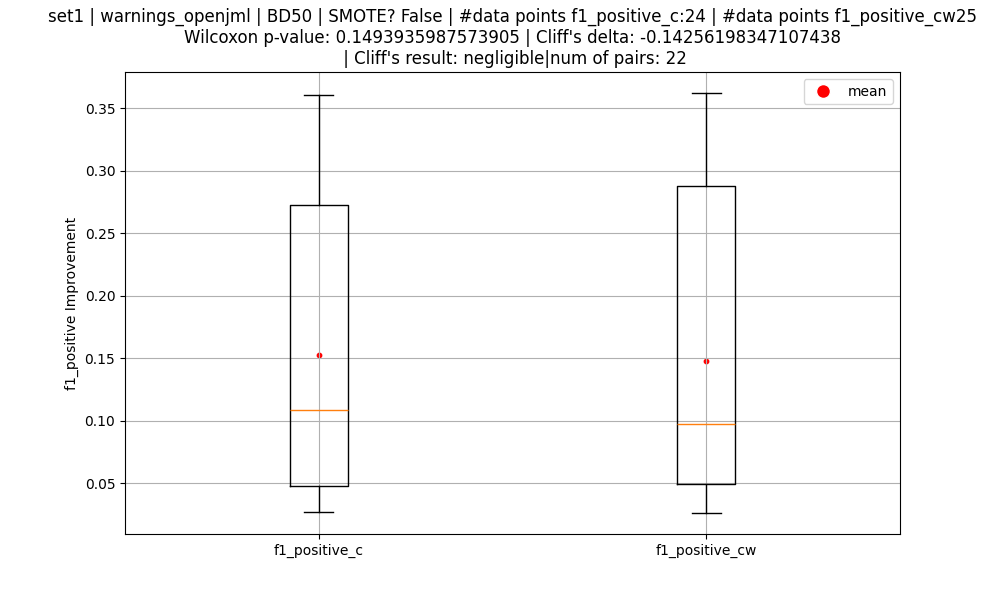 set1 | warnings_openjml | BD50 | SMOTE? False | #data points f1_positive_c:24 | #data points f1_positive_cw25
Wilcoxon p-value: 0.1493935987573905 | Cliff's delta: -0.14256198347107438
| Cliff's result: negligible|num of pairs: 22
mean
0.35
0.30
0.25
0.20
0.15
0.10
0.05
f1_positive Improvement
f1_positive_c
f1_positive_cw